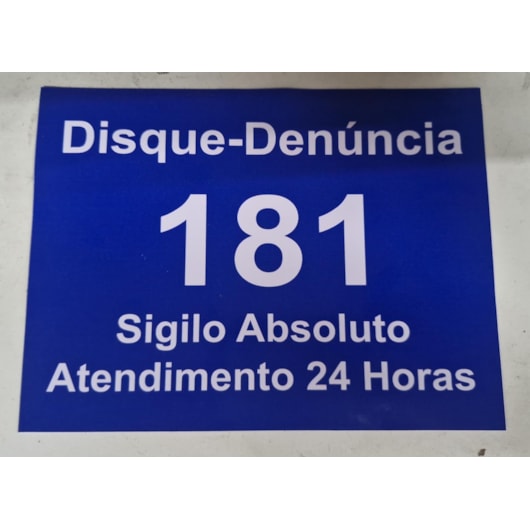 Disque-Denúncia
181
Sigilo Absoluto
Atendimento 24 Horas